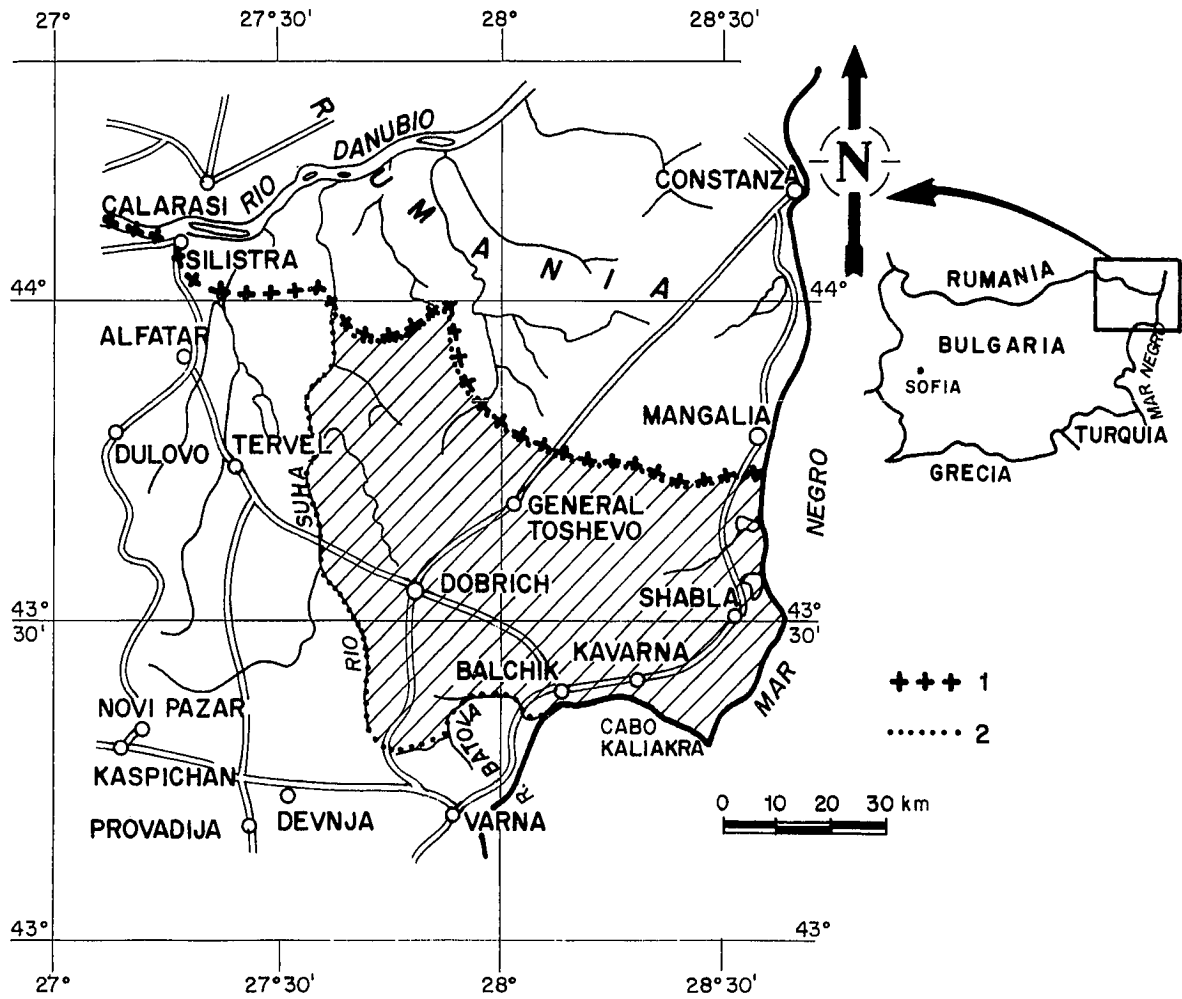 27° 27°30' 28° 28°30'
R U M A N I A
RIO DANUBIO
CONSTANZA
N
CALARASI
SILISTRA
RUMANIA
44° 44°
ALFATAR
BULGARIA
MAR NEGRO
SOFIA
MANGALIA
TURQUIA
DULOVO
TERVEL
GRECIA
RIO SUHA
GENERAL
TOSHEVO
MAR NEGRO
DOBRICH
SHABLA
43° 43°
30' 30'
KAVARNA
BALCHIK
+ + + 1
NOVI PAZAR
R. BATOVA
CABO
KALIAKRA
........ 2
KASPICHAN
0 10 20 30 km
PROVADIJA
DEVNJA
VARNA
43° 43°
27° 27°30' 28° 28°30'